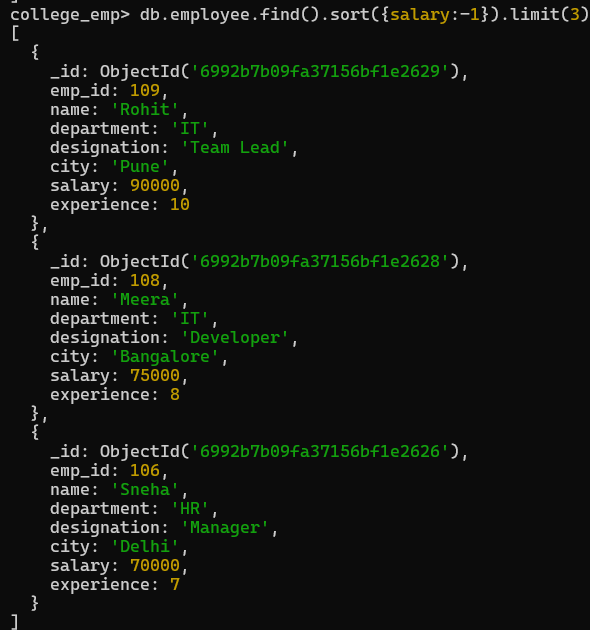 college_emp> db.employee.find().sort({salary:-1}).limit(3)
[
  {
    _id: ObjectId('6992b7b09fa37156bf1e2629'),
    emp_id: 109,
    name: 'Rohit',
    department: 'IT',
    designation: 'Team Lead',
    city: 'Pune',
    salary: 90000,
    experience: 10
  },
  {
    _id: ObjectId('6992b7b09fa37156bf1e2628'),
    emp_id: 108,
    name: 'Meera',
    department: 'IT',
    designation: 'Developer',
    city: 'Bangalore',
    salary: 75000,
    experience: 8
  },
  {
    _id: ObjectId('6992b7b09fa37156bf1e2626'),
    emp_id: 106,
    name: 'Sneha',
    department: 'HR',
    designation: 'Manager',
    city: 'Delhi',
    salary: 70000,
    experience: 7
  }
]